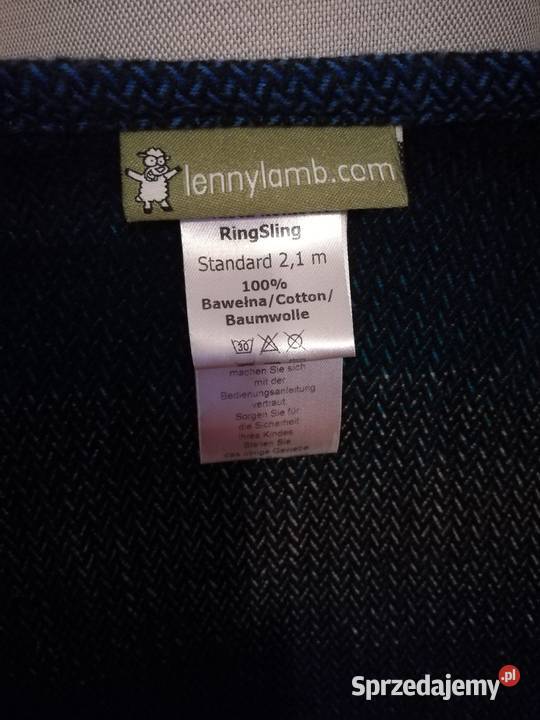 lennylamb.com
RingSling
Standard 2,1 m
100%
Bawełna/Cotton/
Baumwolle
30
machen Sie sich
mit der
Bedienungsanleitung
vertraut.
Sorgen Sie für
die Sicherheit
Ihres Kindes
Sprzedajemy.pl